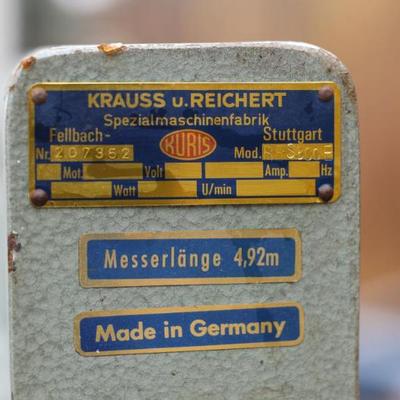 KRAUSS u. REICHERT
Spezialmaschinenfabrik
Fellbach- KURIS Stuttgart
Nr. 207352 Mod.
Mot. Volt Amp. Hz
Watt U/min
Messerlänge 4,92m
Made in Germany